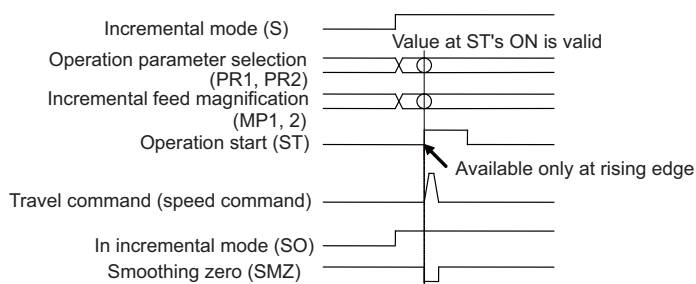 Incremental mode (S)
Value at ST's ON is valid
Operation parameter selection
(PR1, PR2)
Incremental feed magnification
(MP1, 2)
Operation start (ST)
Available only at rising edge
Travel command (speed command)
In incremental mode (SO)
Smoothing zero (SMZ)